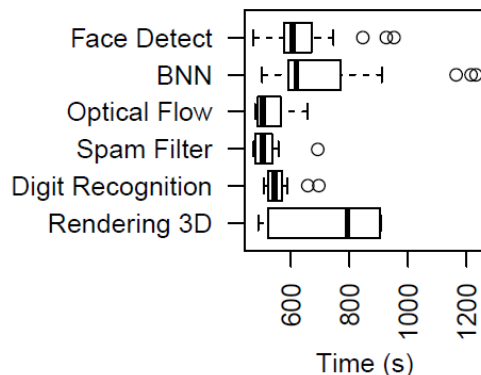 Face Detect
BNN
Optical Flow
Spam Filter
Digit Recognition
Rendering 3D
600
800
1000
1200
Time (s)